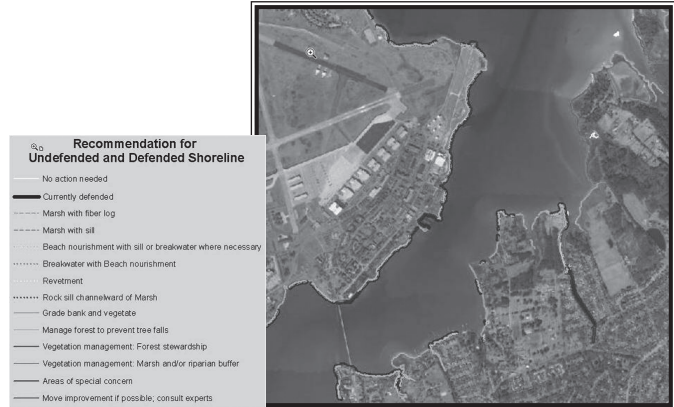 Recommendation for
Undefended and Defended Shoreline
No action needed
Currently defended
Marsh with fiber log
Marsh with sill
Beach nourishment with sill or breakwater where necessary
Breakwater with Beach nourishment
Revetment
Rock sill channelward of Marsh
Grade bank and vegetate
Manage forest to prevent tree falls
Vegetation management: Forest stewardship
Vegetation management: Marsh and/or riparian buffer
Areas of special concern
Move improvement if possible; consult experts